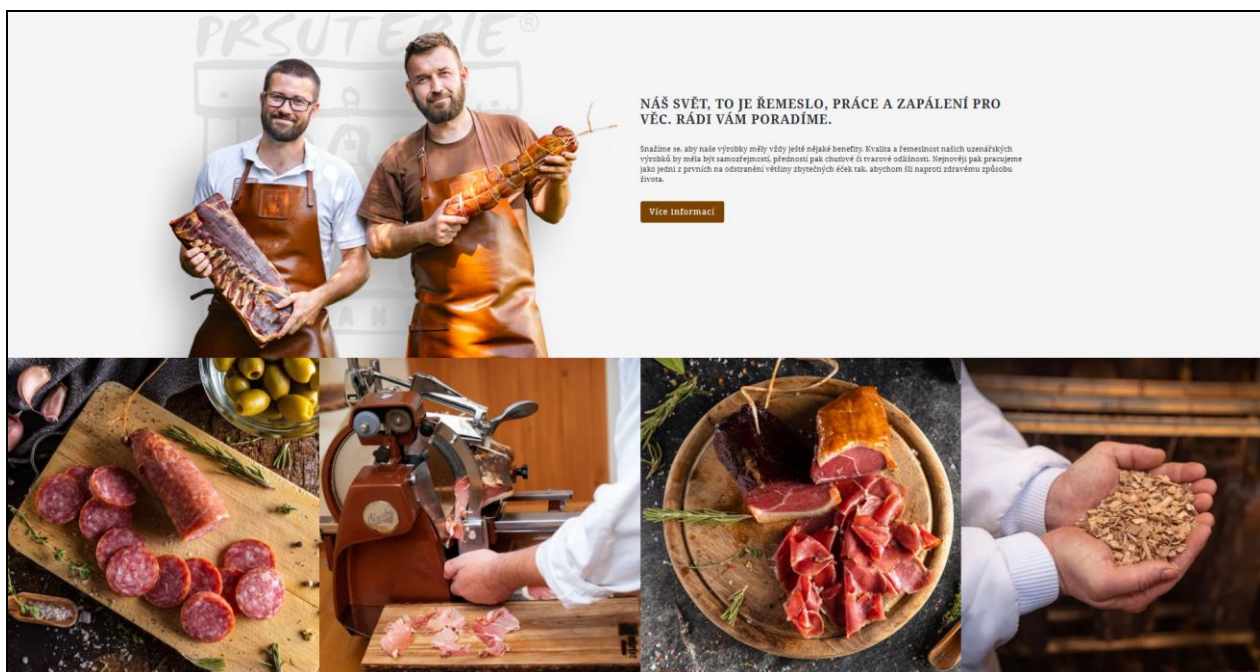 PRSUTERIE®
NÁŠ SVĚT, TO JE ŘEMESLO, PRÁCE A ZAPÁLENÍ PRO
VĚC. RÁDI VÁM PORADÍME.
Snažíme se, aby naše výrobky měly vždy ještě nějaké benefity. Kvalita a řemeslnost našich uzenářských
výrobků by měla být samozřejmostí, předností pak chuťové či tvarové odlišnosti. Nejnověji pak pracujeme
jako jedni z prvních na odstranění většiny zbytečných éček tak, abychom šli naproti zdravému způsobu
života.
Více informací